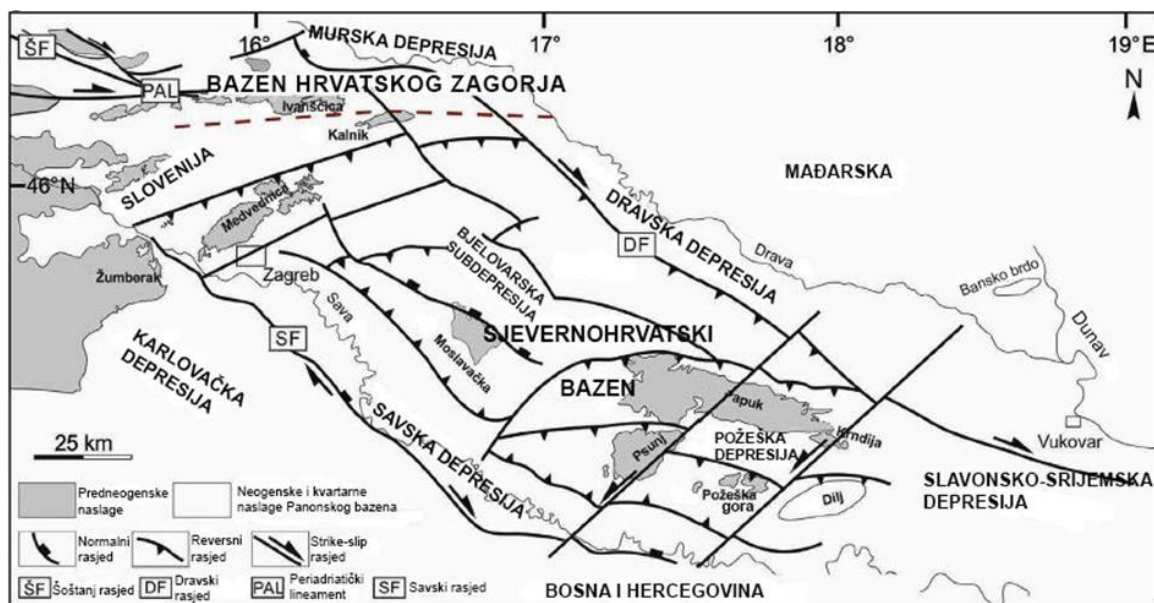 16°
17°
18°
19°E
MURSKA DEPRESIJA
ŠF
PAL
BAZEN HRVATSKOG ZAGORJA
N
Ivanščica
Kalnik
SLOVENIJA
46°N
MAĐARSKA
Medvednica
DRAVSKA DEPRESIJA
DF
BJELOVARSKA
SUBDEPRESIJA
Drava
Žumberak
Zagreb
Bansko brdo
Sava
SJEVERNOHRVATSKI
Dunav
SF
Moslavačka
KARLOVAČKA
DEPRESIJA
BAZEN
Papuk
SAVSKA DEPRESIJA
25 km
Psunj
POŽEŠKA
DEPRESIJA
Krndija
Vukovar
Požeška
gora
Dilj
SLAVONSKO-SRIJEMSKA
DEPRESIJA
Predneogenske
naslage
Neogenske i kvartarne
naslage Panonskog bazena
Normalni
rasjed
Reversni
rasjed
Strike-slip
rasjed
ŠF Šoštanj rasjed
DF Dravski
rasjed
PAL Periadriatički
lineament
SF Savski rasjed
BOSNA I HERCEGOVINA